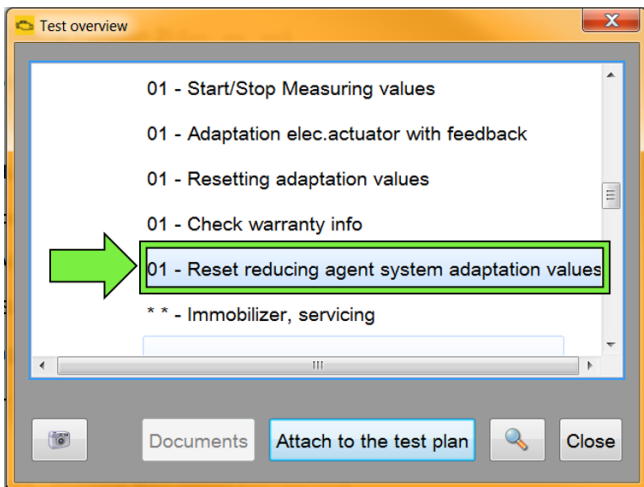 Test overview
01 - Start/Stop Measuring values
01 - Adaptation elec.actuator with feedback
01 - Resetting adaptation values
01 - Check warranty info
01 - Reset reducing agent system adaptation values
* * - Immobilizer, servicing
Documents
Attach to the test plan
Close